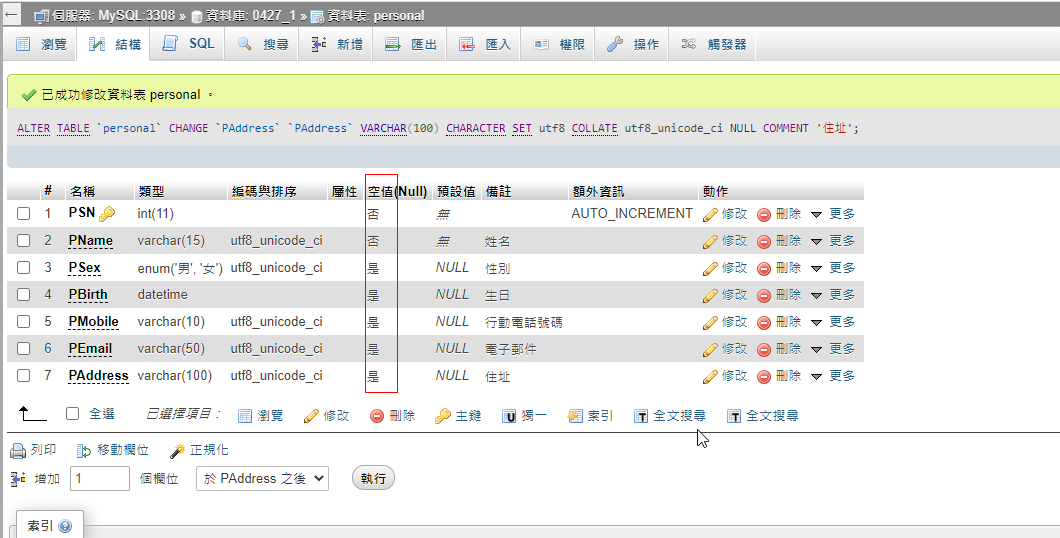 伺服器: MySQL:3308 » 資料庫: 0427_1 » 資料表: personal
瀏覽 結構 SQL 搜尋 新增 匯出 匯入 權限 操作 觸發器
已成功修改資料表 personal 。
ALTER TABLE `personal` CHANGE `PAddress` `PAddress` VARCHAR(100) CHARACTER SET utf8 COLLATE utf8_unicode_ci NULL COMMENT '住址';
# 名稱 類型 編碼與排序 屬性 空值(Null) 預設值 備註 額外資訊 動作
1 PSN int(11) 否 無 AUTO_INCREMENT 修改 刪除 更多
2 PName varchar(15) utf8_unicode_ci 否 無 姓名 修改 刪除 更多
3 PSex enum('男', '女') utf8_unicode_ci 是 NULL 性別 修改 刪除 更多
4 PBirth datetime 是 NULL 生日 修改 刪除 更多
5 PMobile varchar(10) utf8_unicode_ci 是 NULL 行動電話號碼 修改 刪除 更多
6 PEmail varchar(50) utf8_unicode_ci 是 NULL 電子郵件 修改 刪除 更多
7 PAddress varchar(100) utf8_unicode_ci 是 NULL 住址 修改 刪除 更多
全選 已選擇項目： 瀏覽 修改 刪除 主鍵 獨一 索引 全文搜尋 全文搜尋
列印 移動欄位 正規化
增加 1 個欄位 於 PAddress 之後 執行
索引